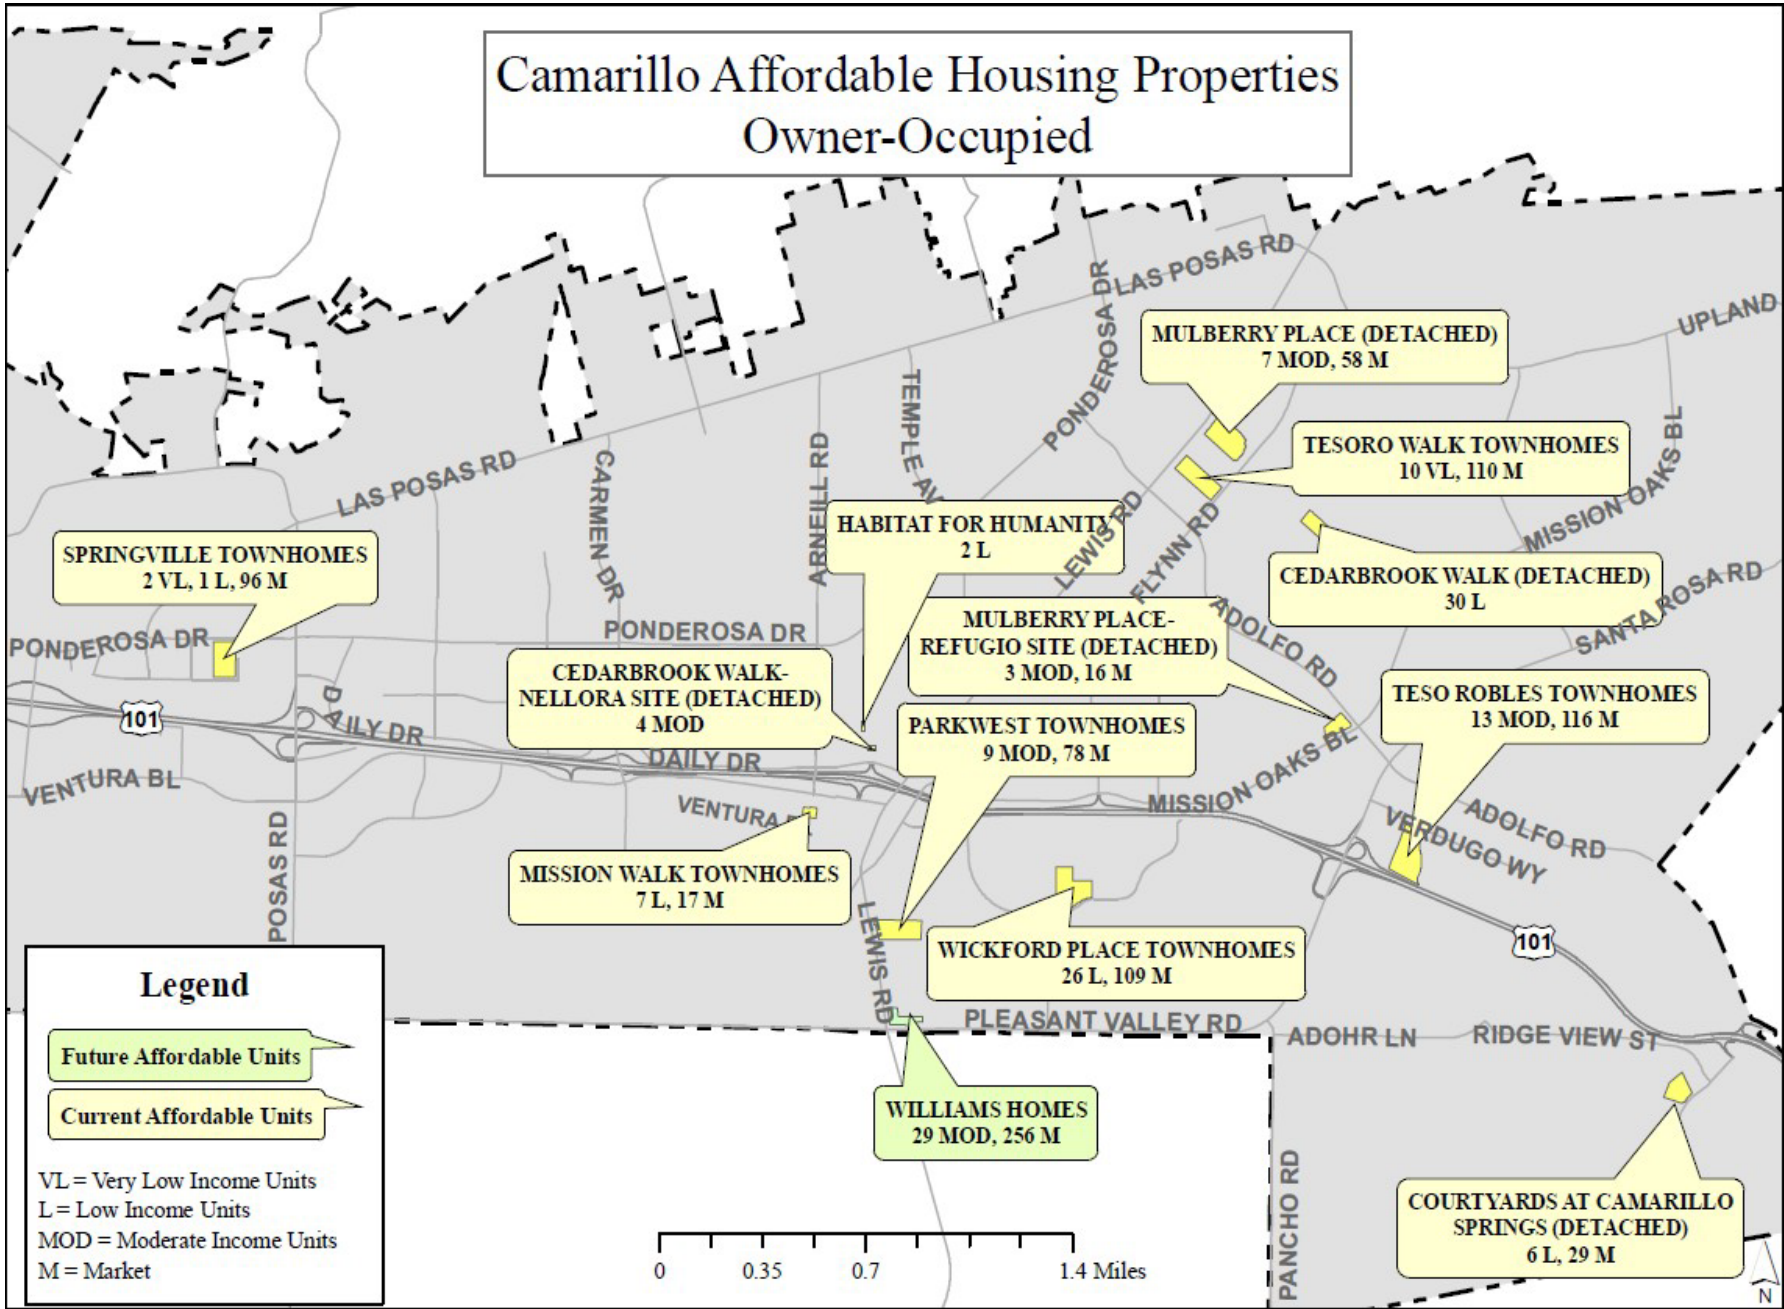 Camarillo Affordable Housing Properties
Owner-Occupied
LAS POSAS RD
PONDEROSA DR
UPLAND
MULBERRY PLACE (DETACHED)
7 MOD, 58 M
TEMPLE AV
ARNEILL RD
CARMEN DR
LAS POSAS RD
TESORO WALK TOWNHOMES
10 VL, 110 M
MISSION OAKS BL
LEWIS RD
FLYNN RD
HABITAT FOR HUMANITY
2 L
SPRINGVILLE TOWNHOMES
2 VL, 1 L, 96 M
CEDARBROOK WALK (DETACHED)
30 L
SANTA ROSA RD
ADOLFO RD
PONDEROSA DR
PONDEROSA DR
MULBERRY PLACE-
REFUGIO SITE (DETACHED)
3 MOD, 16 M
CEDARBROOK WALK-
NELLORA SITE (DETACHED)
4 MOD
TESO ROBLES TOWNHOMES
13 MOD, 116 M
101
DAILY DR
PARKWEST TOWNHOMES
9 MOD, 78 M
DAILY DR
VENTURA BL
VENTURA
MISSION OAKS BL
ADOLFO RD
VERDUGO WY
POSAS RD
MISSION WALK TOWNHOMES
7 L, 17 M
LEWIS RD
WICKFORD PLACE TOWNHOMES
26 L, 109 M
101
PLEASANT VALLEY RD
ADOHR LN
RIDGE VIEW ST
WILLIAMS HOMES
29 MOD, 256 M
PANCHO RD
COURTYARDS AT CAMARILLO
SPRINGS (DETACHED)
6 L, 29 M
Legend
Future Affordable Units
Current Affordable Units
VL = Very Low Income Units
L = Low Income Units
MOD = Moderate Income Units
M = Market
0 0.35 0.7 1.4 Miles
N